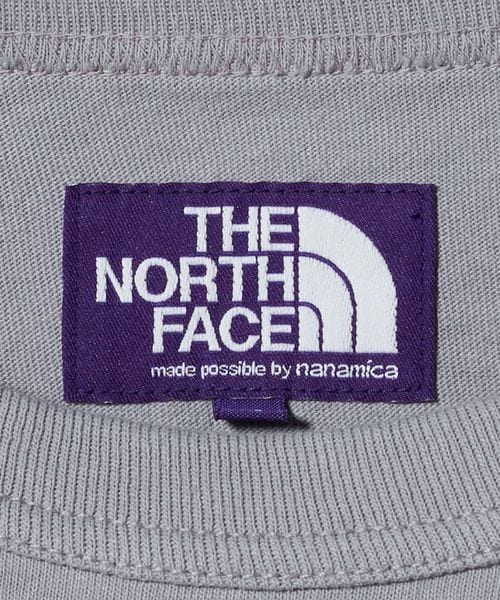 THE
NORTH
FACE
made possible by nanamica